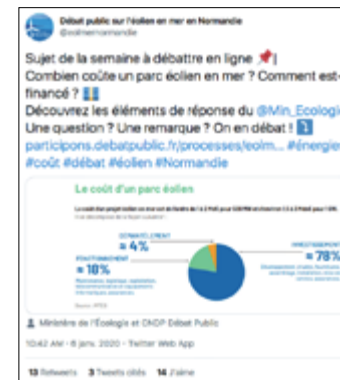 Débat public sur l'éolien en mer en Normandie
@eolmernormandie
Sujet de la semaine à débattre en ligne 📌|
Combien coûte un parc éolien en mer ? Comment est-
financé ? 💶
Découvrez les éléments de réponse du @Min_Ecologi
Une question ? Une remarque ? On en débat ! ⤵️
participons.debatpublic.fr/processes/eolm... #énergie
#coût #débat #éolien #Normandie
Le coût d'un parc éolien
DÉMANTÈLEMENT
≈ 4%
INVESTISSEMENT
≈ 78%
FONCTIONNEMENT
≈ 18%
Ministère de l'Écologie et CNDP Débat Public
10:42 AM · 6 janv. 2020 · Twitter Web App
13 Retweets 3 Tweets cités 14 J'aime